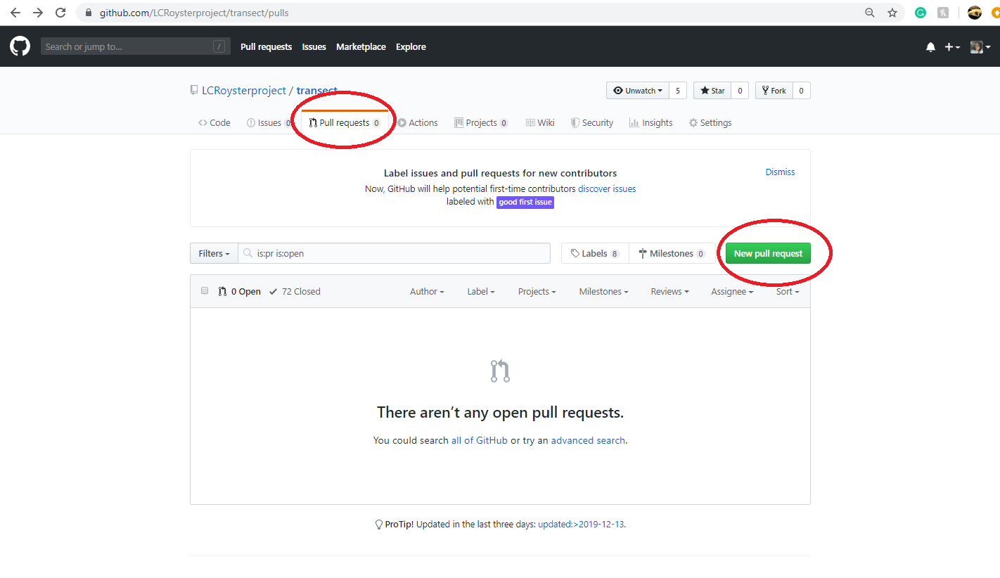 github.com/LCRoysterproject/transect/pulls
Search or jump to... / Pull requests Issues Marketplace Explore
LCRoysterproject / transect Unwatch 5 Star 0 Fork 0
Code Issues 0 Pull requests 0 Actions Projects 0 Wiki Security Insights Settings
Label issues and pull requests for new contributors Dismiss
Now, GitHub will help potential first-time contributors discover issues
labeled with good first issue
Filters is:pr is:open Labels 8 Milestones 0 New pull request
0 Open 72 Closed Author Label Projects Milestones Reviews Assignee Sort
There aren’t any open pull requests.
You could search all of GitHub or try an advanced search.
ProTip! Updated in the last three days: updated:>2019-12-13.